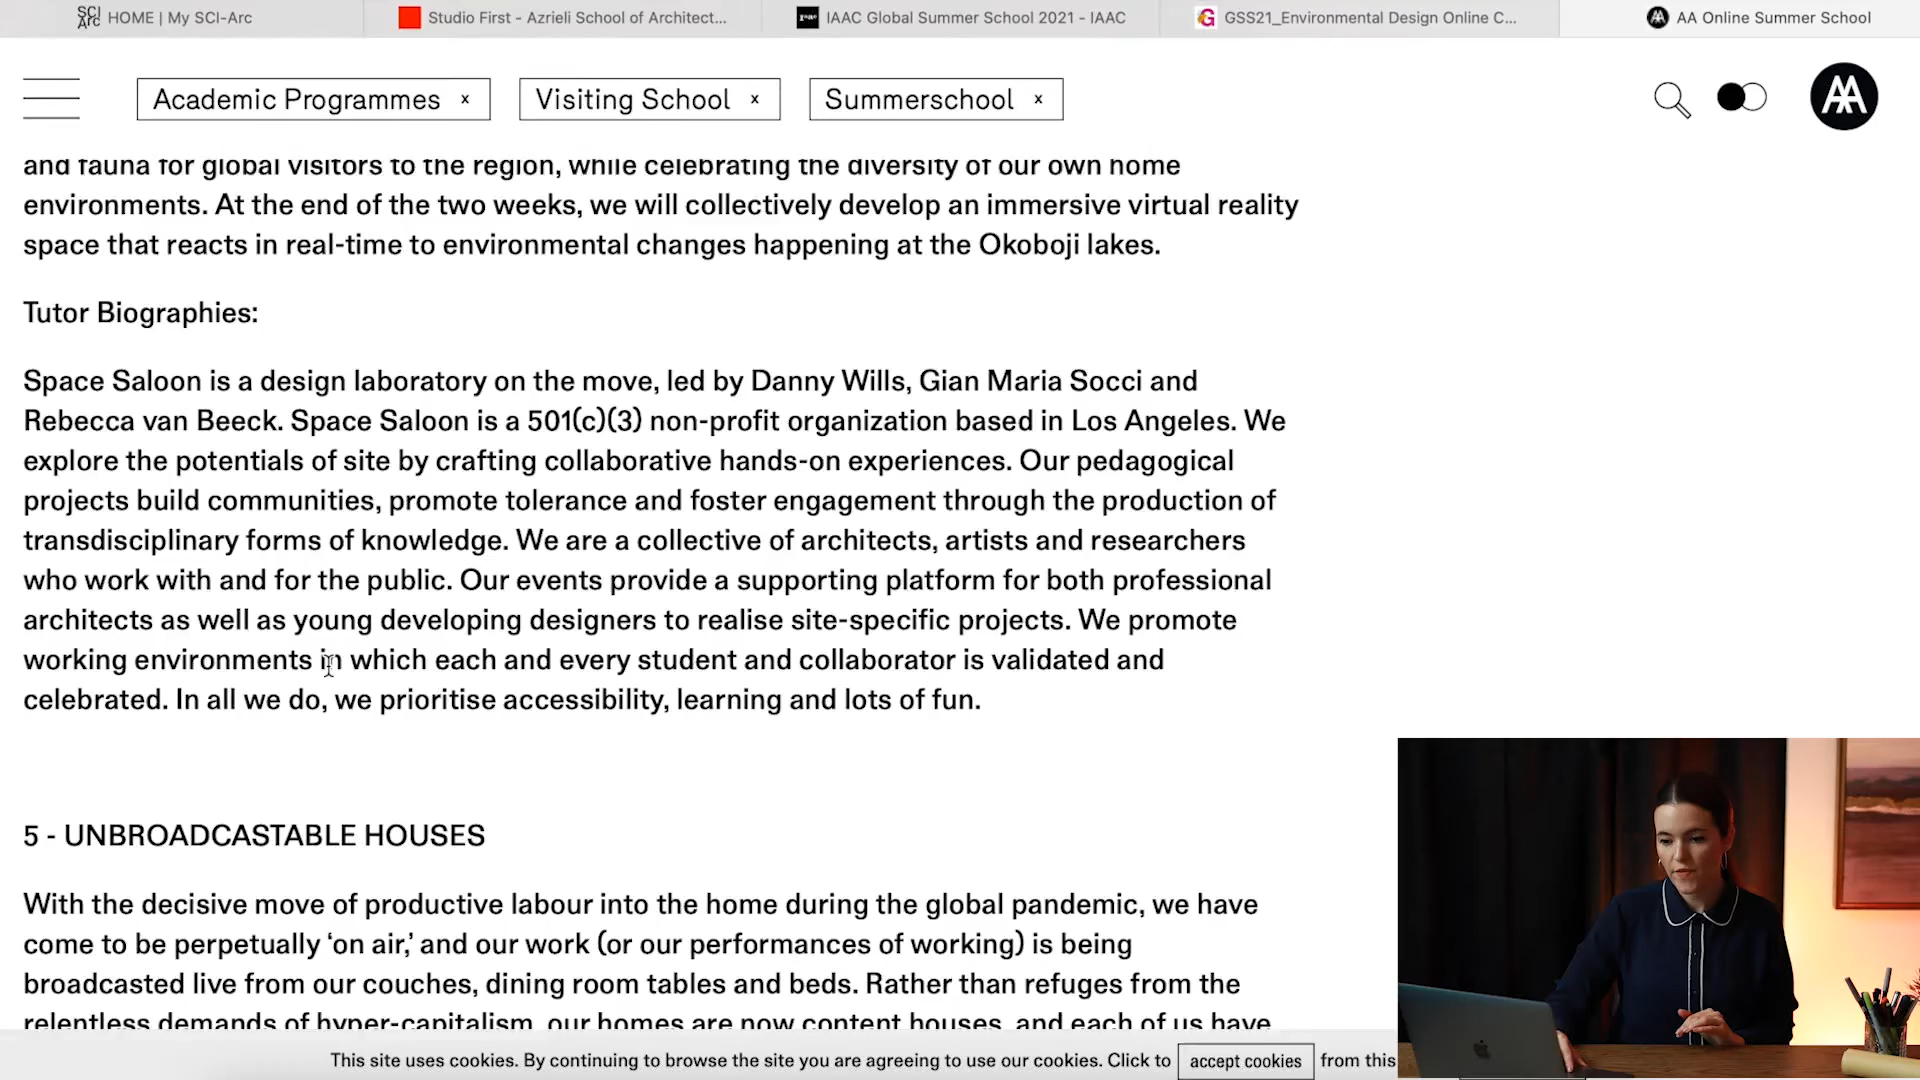 HOME | My SCI-Arc
Studio First - Azrieli School of Architect...
IAAC Global Summer School 2021 - IAAC
GSS21_Environmental Design Online C...
AA Online Summer School
Academic Programmes x
Visiting School x
Summerschool x
AA
and fauna for global visitors to the region, while celebrating the diversity of our own home
environments. At the end of the two weeks, we will collectively develop an immersive virtual reality
space that reacts in real-time to environmental changes happening at the Okoboji lakes.
Tutor Biographies:
Space Saloon is a design laboratory on the move, led by Danny Wills, Gian Maria Socci and
Rebecca van Beeck. Space Saloon is a 501(c)(3) non-profit organization based in Los Angeles. We
explore the potentials of site by crafting collaborative hands-on experiences. Our pedagogical
projects build communities, promote tolerance and foster engagement through the production of
transdisciplinary forms of knowledge. We are a collective of architects, artists and researchers
who work with and for the public. Our events provide a supporting platform for both professional
architects as well as young developing designers to realise site-specific projects. We promote
working environments in which each and every student and collaborator is validated and
celebrated. In all we do, we prioritise accessibility, learning and lots of fun.
5 - UNBROADCASTABLE HOUSES
With the decisive move of productive labour into the home during the global pandemic, we have
come to be perpetually ‘on air,’ and our work (or our performances of working) is being
broadcasted live from our couches, dining room tables and beds. Rather than refuges from the
relentless demands of hyper-capitalism, our homes are now content houses, and each of us have
This site uses cookies. By continuing to browse the site you are agreeing to use our cookies. Click to accept cookies from this